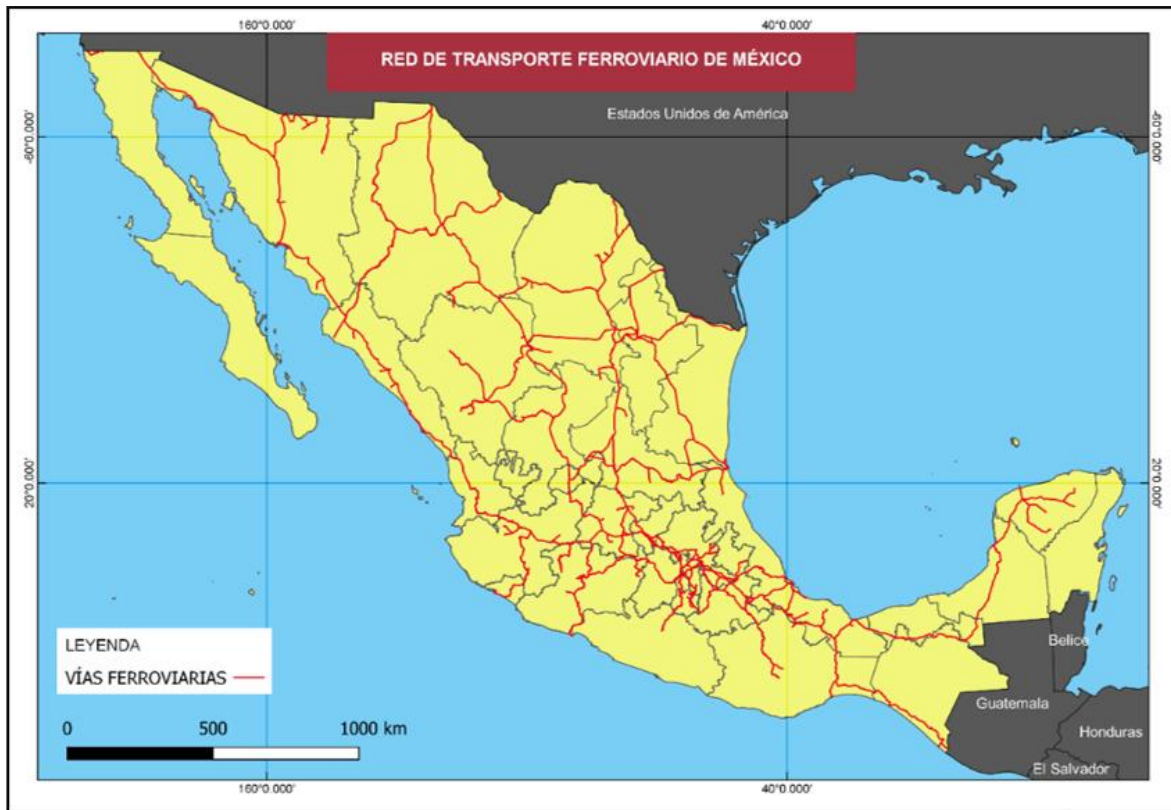 160°0.000'
40°0.000'
RED DE TRANSPORTE FERROVIARIO DE MÉXICO
Estados Unidos de América
-60°0.000'
-60°0.000'
20°0.000'
20°0.000'
LEYENDA
VÍAS FERROVIARIAS
0
500
1000 km
Belice
Guatemala
Honduras
El Salvador
160°0.000'
40°0.000'